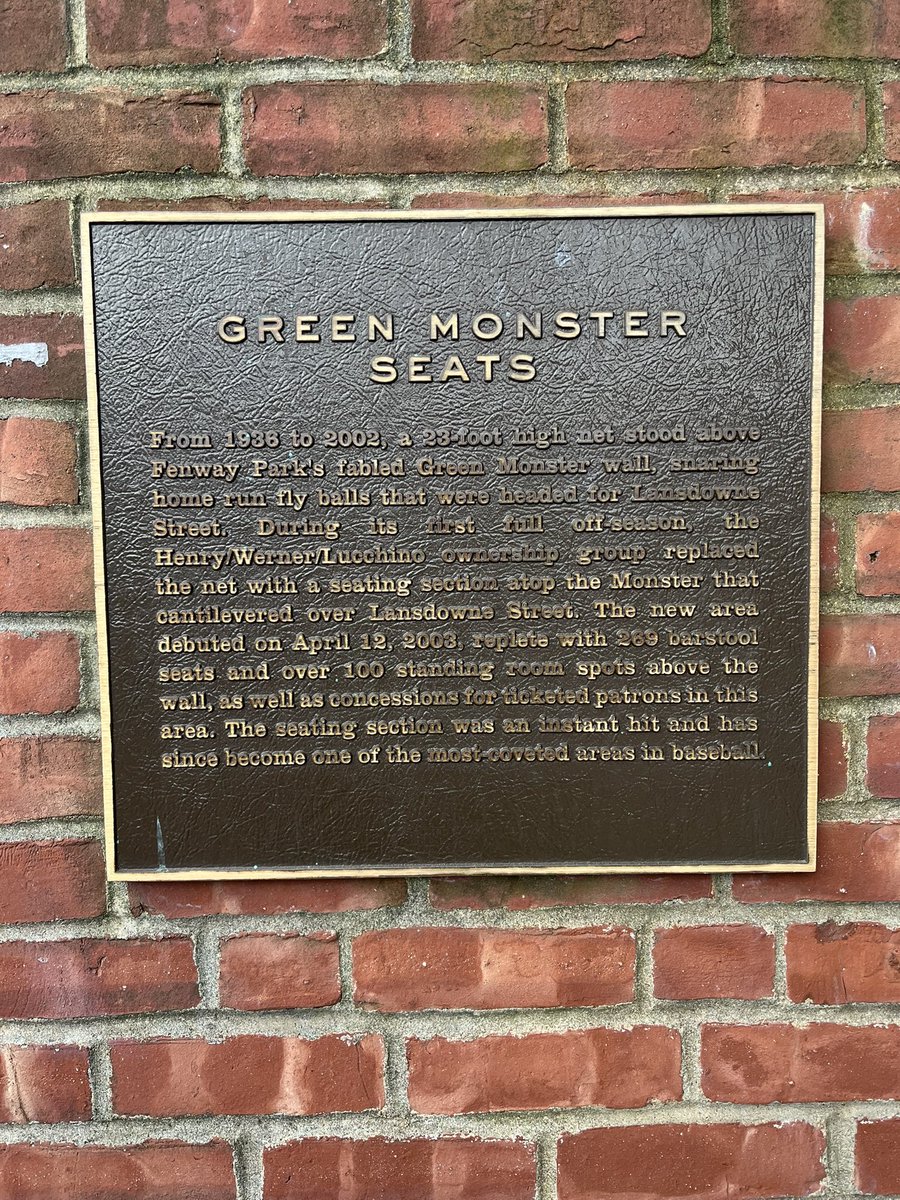 GREEN MONSTER
SEATS
From 1936 to 2002, a 23-foot high net stood above
Fenway Park's fabled Green Monster wall, snaring
home run fly balls that were headed for Lansdowne
Street. During its first full off-season, the
Henry/Werner/Lucchino ownership group replaced
the net with a seating section atop the Monster that
cantilevered over Lansdowne Street. The new area
debuted on April 12, 2003, replete with 269 barstool
seats and over 100 standing room spots above the
wall, as well as concessions for ticketed patrons in this
area. The seating section was an instant hit and has
since become one of the most-coveted areas in baseball.